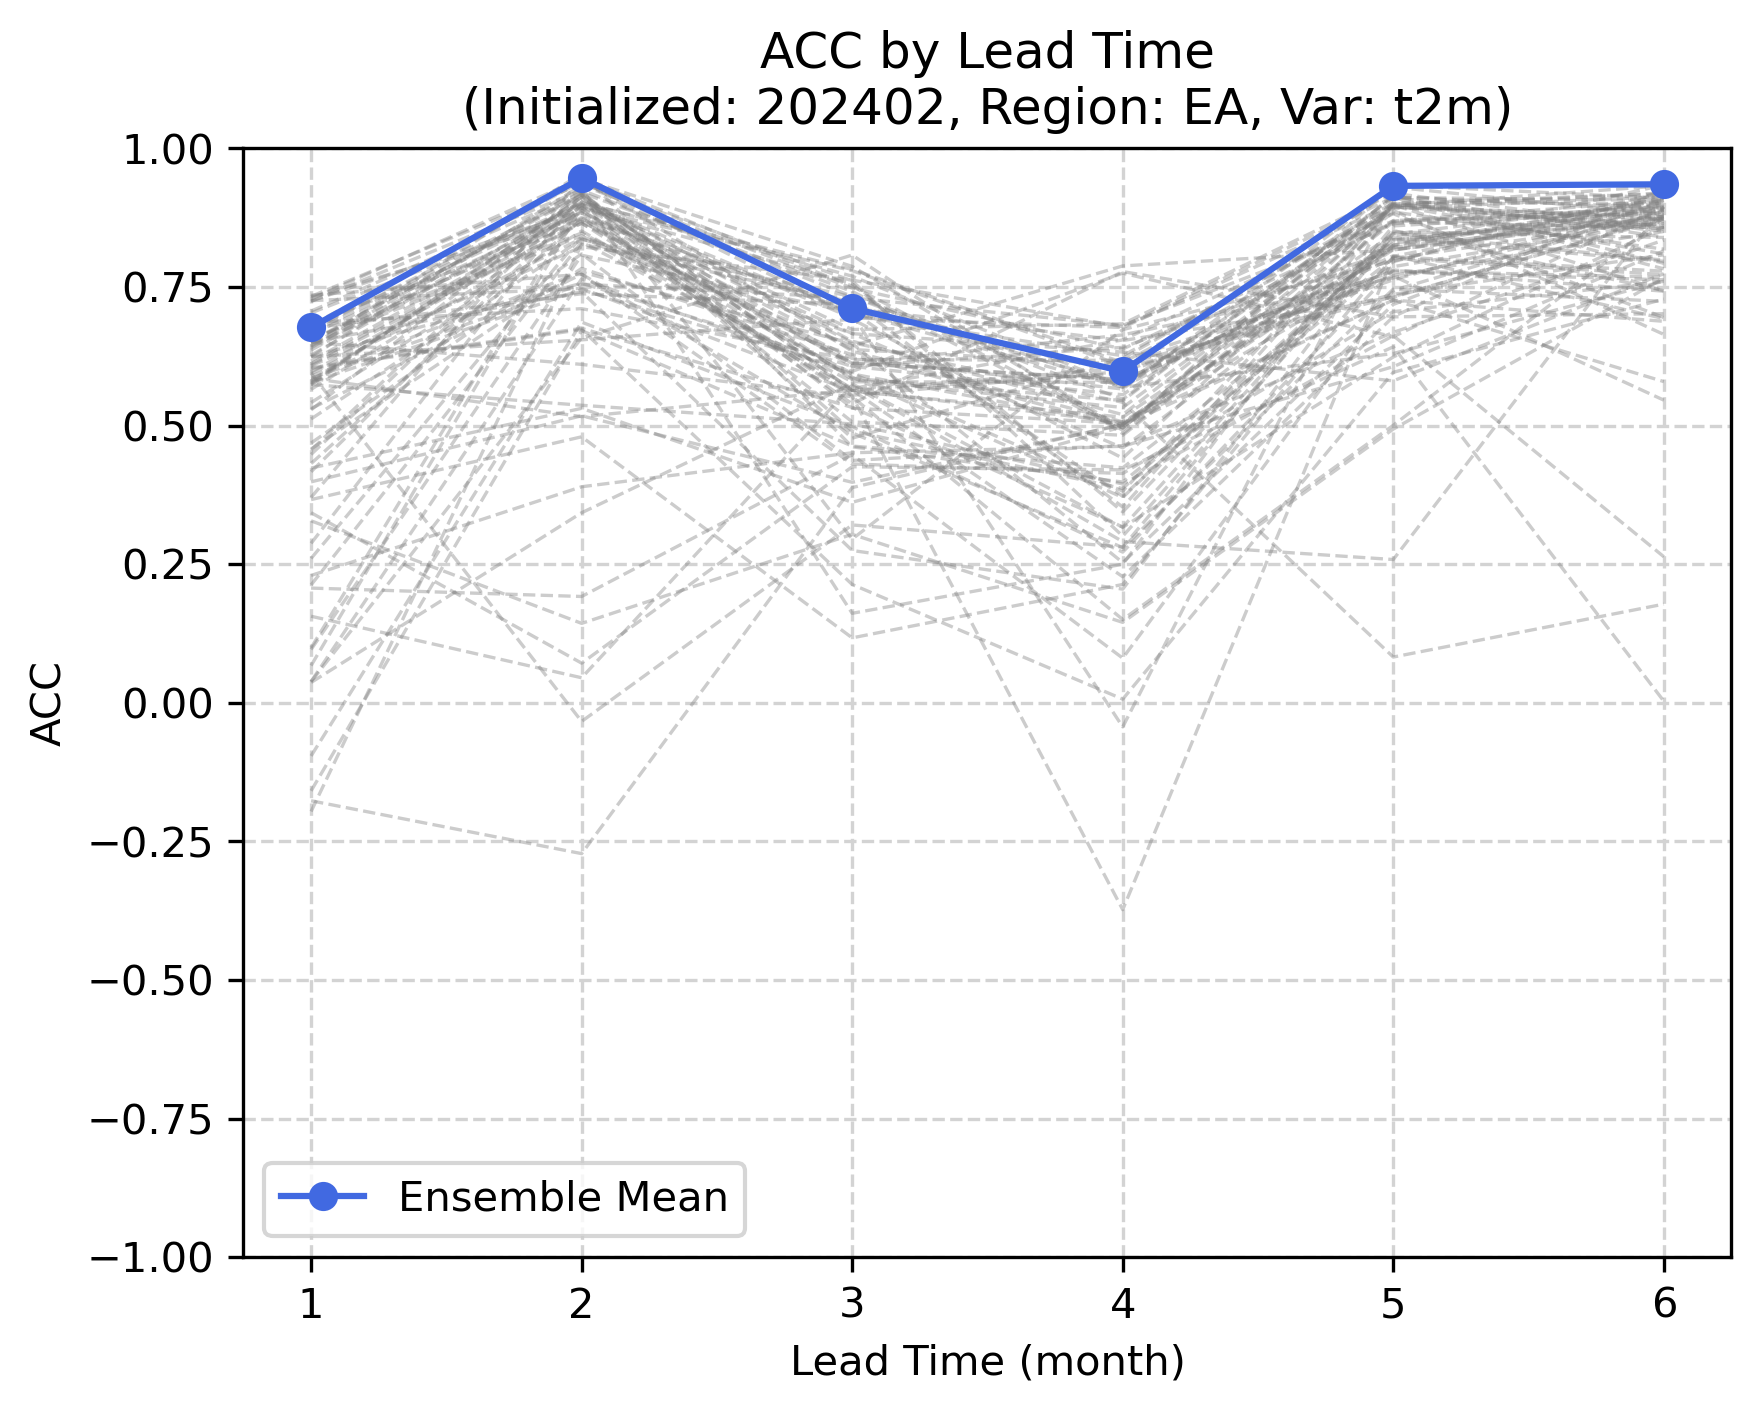 ACC by Lead Time
(Initialized: 202402, Region: EA, Var: t2m)
1.00
0.75
0.50
0.25
0.00
−0.25
−0.50
−0.75
−1.00
ACC
Ensemble Mean
1 2 3 4 5 6
Lead Time (month)